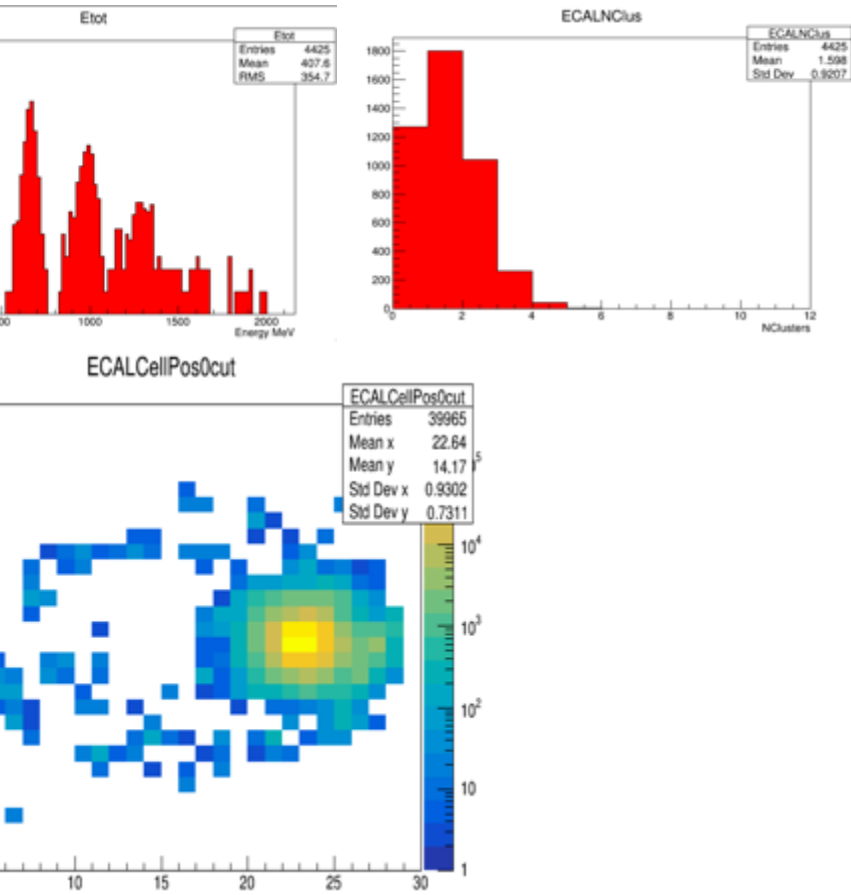 Etot
Etot
Entries 4425
Mean 407.6
RMS 354.7
00 1000 1500 2000
Energy MeV
ECALNClus
ECALNClus
Entries 4425
Mean 1.598
Std Dev 0.9207
1800
1600
1400
1200
1000
800
600
400
200
0
0 2 4 6 8 10 12
NClusters
ECALCellPos0cut
ECALCellPos0cut
Entries 39965
Mean x 22.64
Mean y 14.17
Std Dev x 0.9302
Std Dev y 0.7311
5
10⁴
10³
10²
10
1
10 15 20 25 30